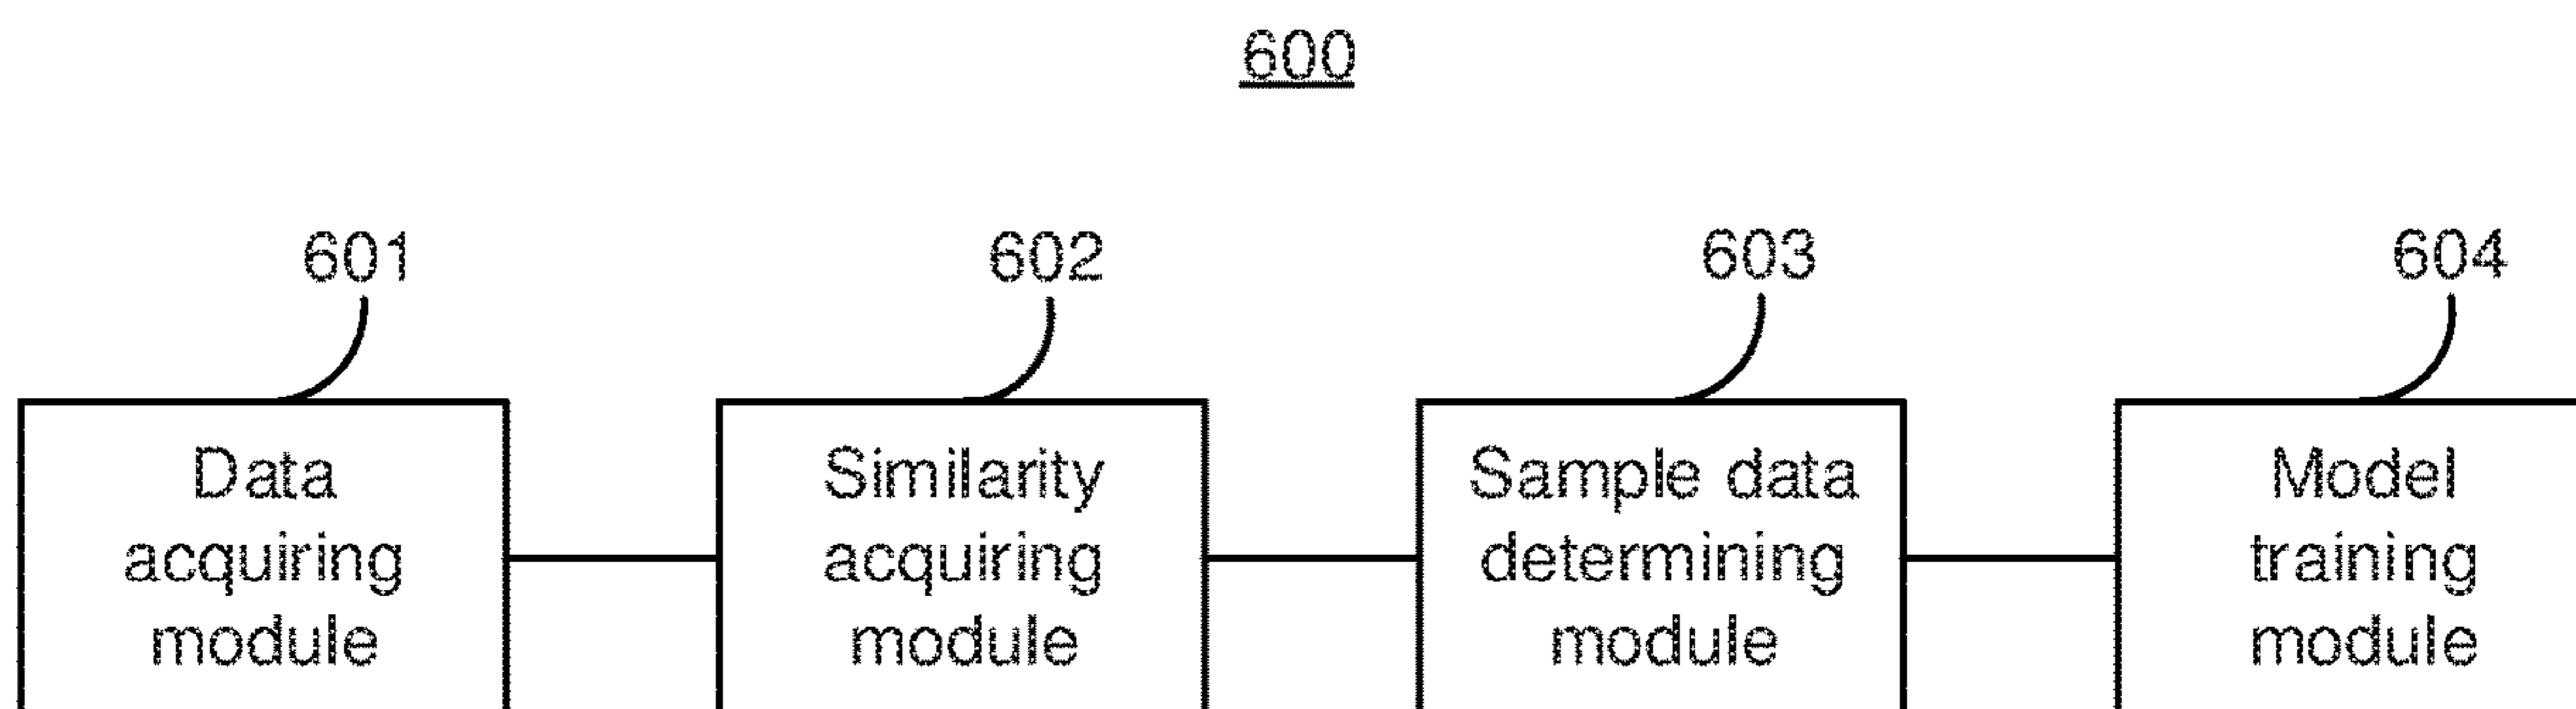 600
601
602
603
604
Data
acquiring
module
Similarity
acquiring
module
Sample data
determining
module
Model
training
module